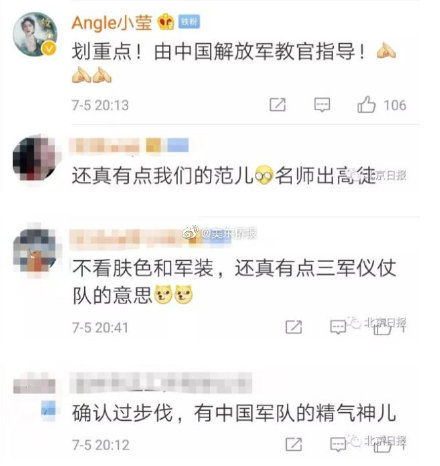 Angle小莹 铁粉
划重点！由中国解放军教官指导！
7-5 20:13 106
还真有点我们的范儿 名师出高徒
北京日报
美东侨报
不看肤色和军装，还真有点三军仪仗
队的意思
7-5 20:41 1
北京日报
确认过步伐，有中国军队的精气神儿
7-5 20:12 1
北京日报